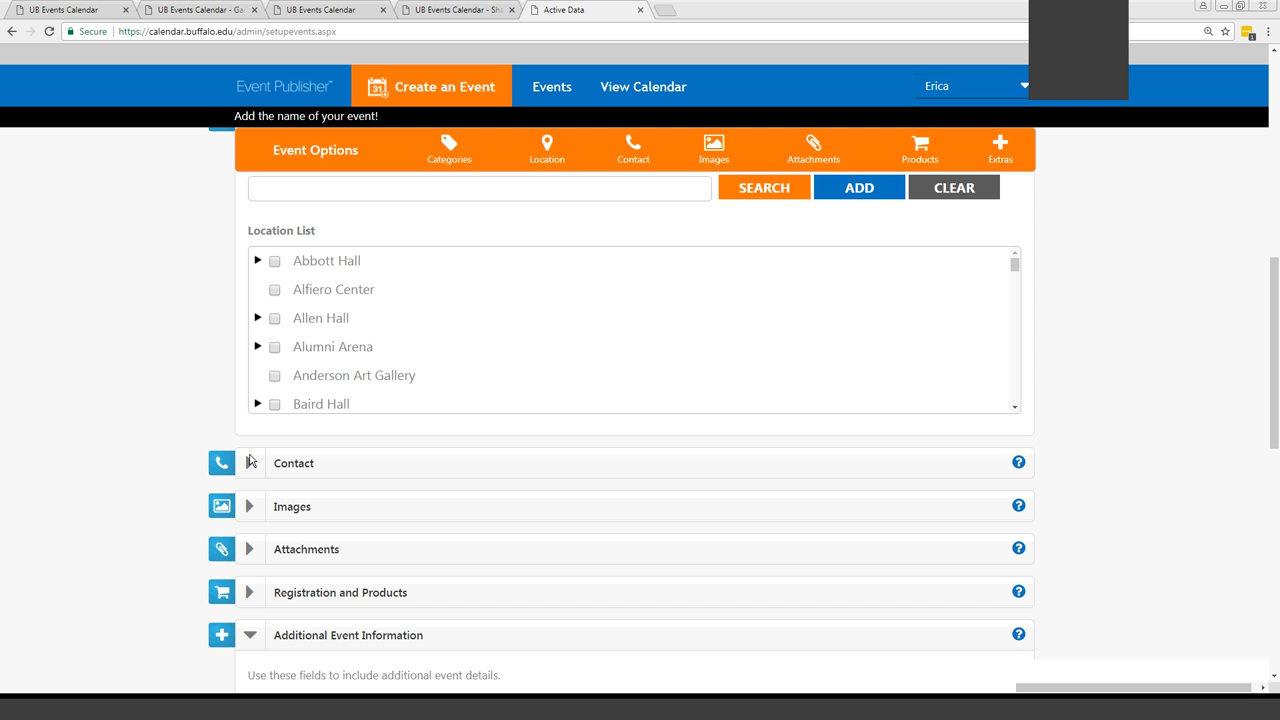 UB Events Calendar
UB Events Calendar - Ga
UB Events Calendar
UB Events Calendar - Sha
Active Data
Secure
https://calendar.buffalo.edu/admin/setupevents.aspx
Event Publisher™
31
Create an Event
Events
View Calendar
Erica
Add the name of your event!
Event Options
Categories
Location
Contact
Images
Attachments
Products
Extras
SEARCH
ADD
CLEAR
Location List
Abbott Hall
Alfiero Center
Allen Hall
Alumni Arena
Anderson Art Gallery
Baird Hall
Contact
?
Images
?
Attachments
?
Registration and Products
?
Additional Event Information
?
Use these fields to include additional event details.